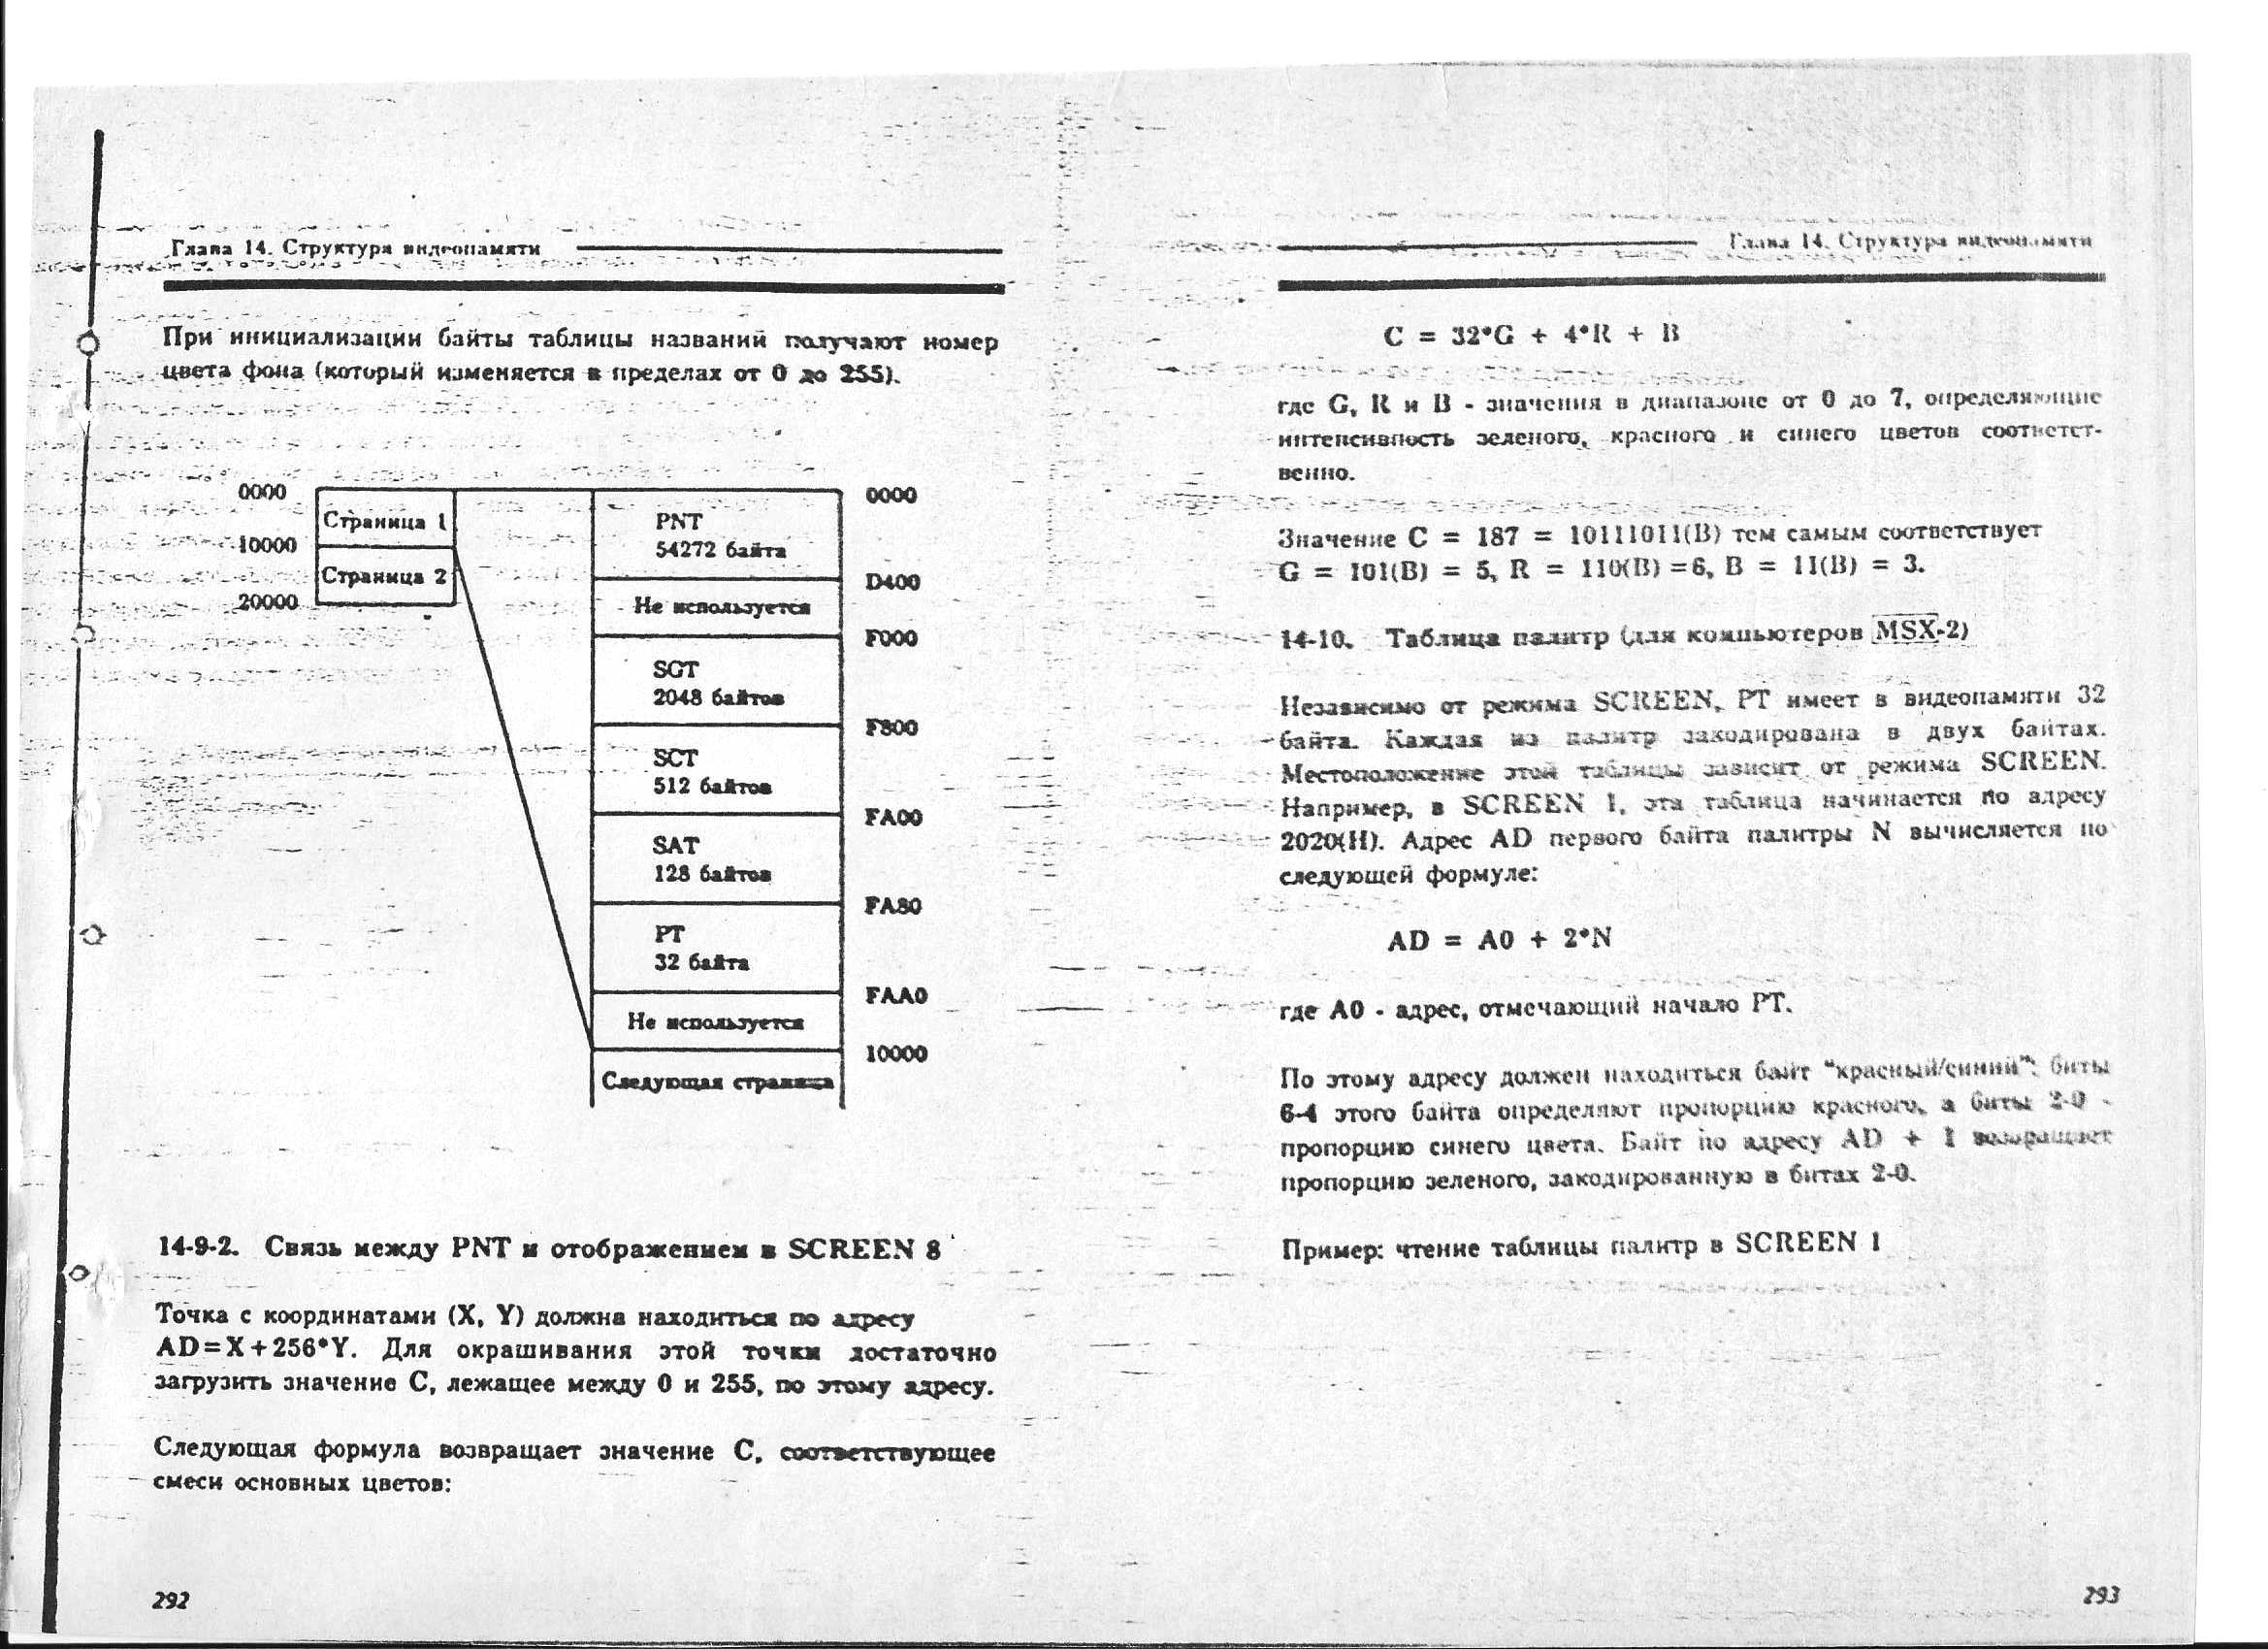 Глава 14. Структура видеопамяти
При инициализации байты таблицы названий получают номер
цвета фона (который изменяется в пределах от 0 до 255).
0000
Страница 1
10000
Страница 2
20000
0000
PNT
54272 байта
D400
Не используется
F000
SGT
2048 байтов
F800
SCT
512 байтов
FA00
SAT
128 байтов
FA80
PT
32 байта
FAA0
Не используется
10000
Следующая страница
14-9-2. Связь между PNT и отображением в SCREEN 8
Точка с координатами (X, Y) должна находиться по адресу
AD=X+256*Y. Для окрашивания этой точки достаточно
загрузить значение C, лежащее между 0 и 255, по этому адресу.
Следующая формула возвращает значение C, соответствующее
смеси основных цветов:
292
Глава 14. Структура видеопамяти
C = 32*G + 4*R + B
где G, R и B - значения в диапазоне от 0 до 7, определяющие
интенсивность зеленого, красного и синего цветов соответст-
венно.
Значение C = 187 = 10111011(B) тем самым соответствует
G = 101(B) = 5, R = 110(B) =6, B = 11(B) = 3.
14-10. Таблица палитр (для компьютеров MSX-2)
Независимо от режима SCREEN, PT имеет в видеопамяти 32
байта. Каждая из палитр закодирована в двух байтах.
Местоположение этой таблицы зависит от режима SCREEN.
Например, в SCREEN 1, эта таблица начинается по адресу
2020(H). Адрес AD первого байта палитры N вычисляется по
следующей формуле:
AD = A0 + 2*N
где A0 - адрес, отмечающий начало PT.
По этому адресу должен находиться байт "красный/синий": биты
6-4 этого байта определяют пропорцию красного, а биты 2-0 -
пропорцию синего цвета. Байт по адресу AD + 1 возвращает
пропорцию зеленого, закодированную в битах 2-0.
Пример: чтение таблицы палитр в SCREEN 1
293